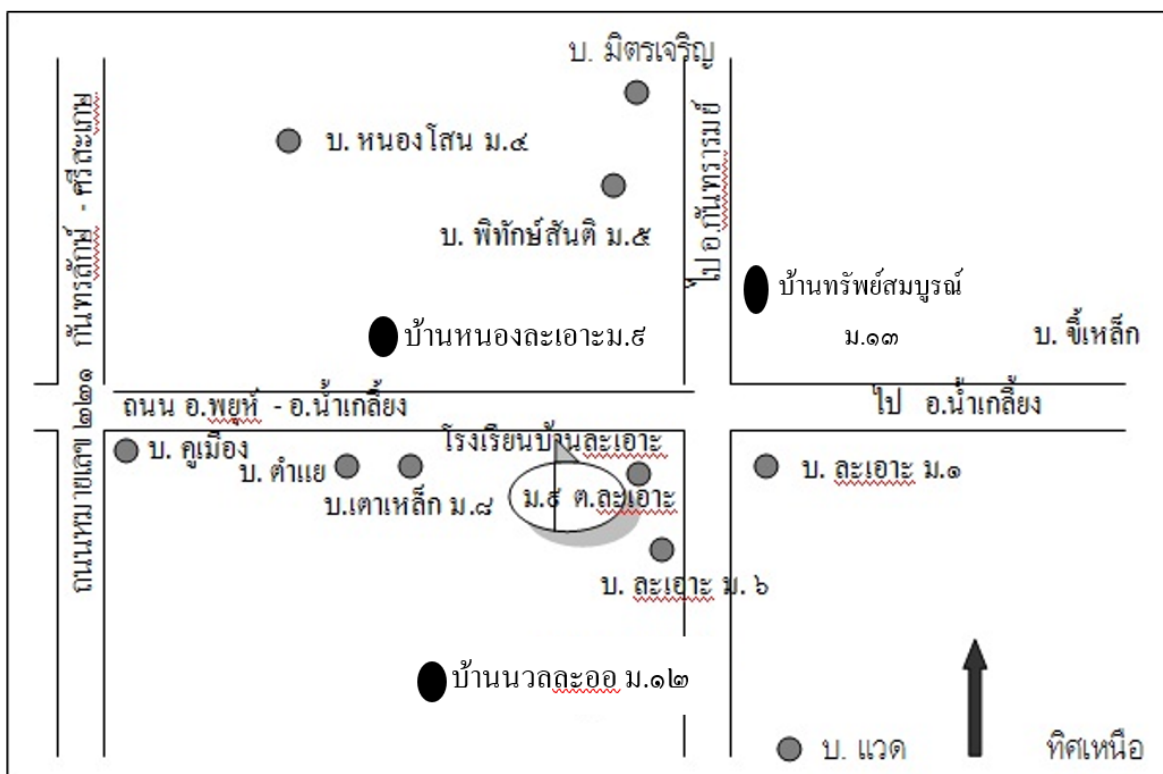 บ. มิตรเจริญ
บ. หนองโสน ม.๔
บ. พิทักษ์สันติ ม.๕
ถนนหมายเลข ๒๒๑ กันทรลักษ์ - ศรีสะเกษ
ไป อ.กันทรารมย์
บ้านทรัพย์สมบูรณ์
ม.๑๓
บ. ขี้เหล็ก
บ้านหนองละเอาะม.๙
ถนน อ.พยุห์ - อ.น้ำเกลี้ยง
ไป อ.น้ำเกลี้ยง
บ. คูเมือง
บ. ตำแย
บ.เตาเหล็ก ม.๘
โรงเรียนบ้านละเอาะ
ม.๙ ต.ละเอาะ
บ. ละเอาะ ม.๑
บ. ละเอาะ ม. ๖
บ้านนวลละออ ม.๑๒
บ. แวด
ทิศเหนือ